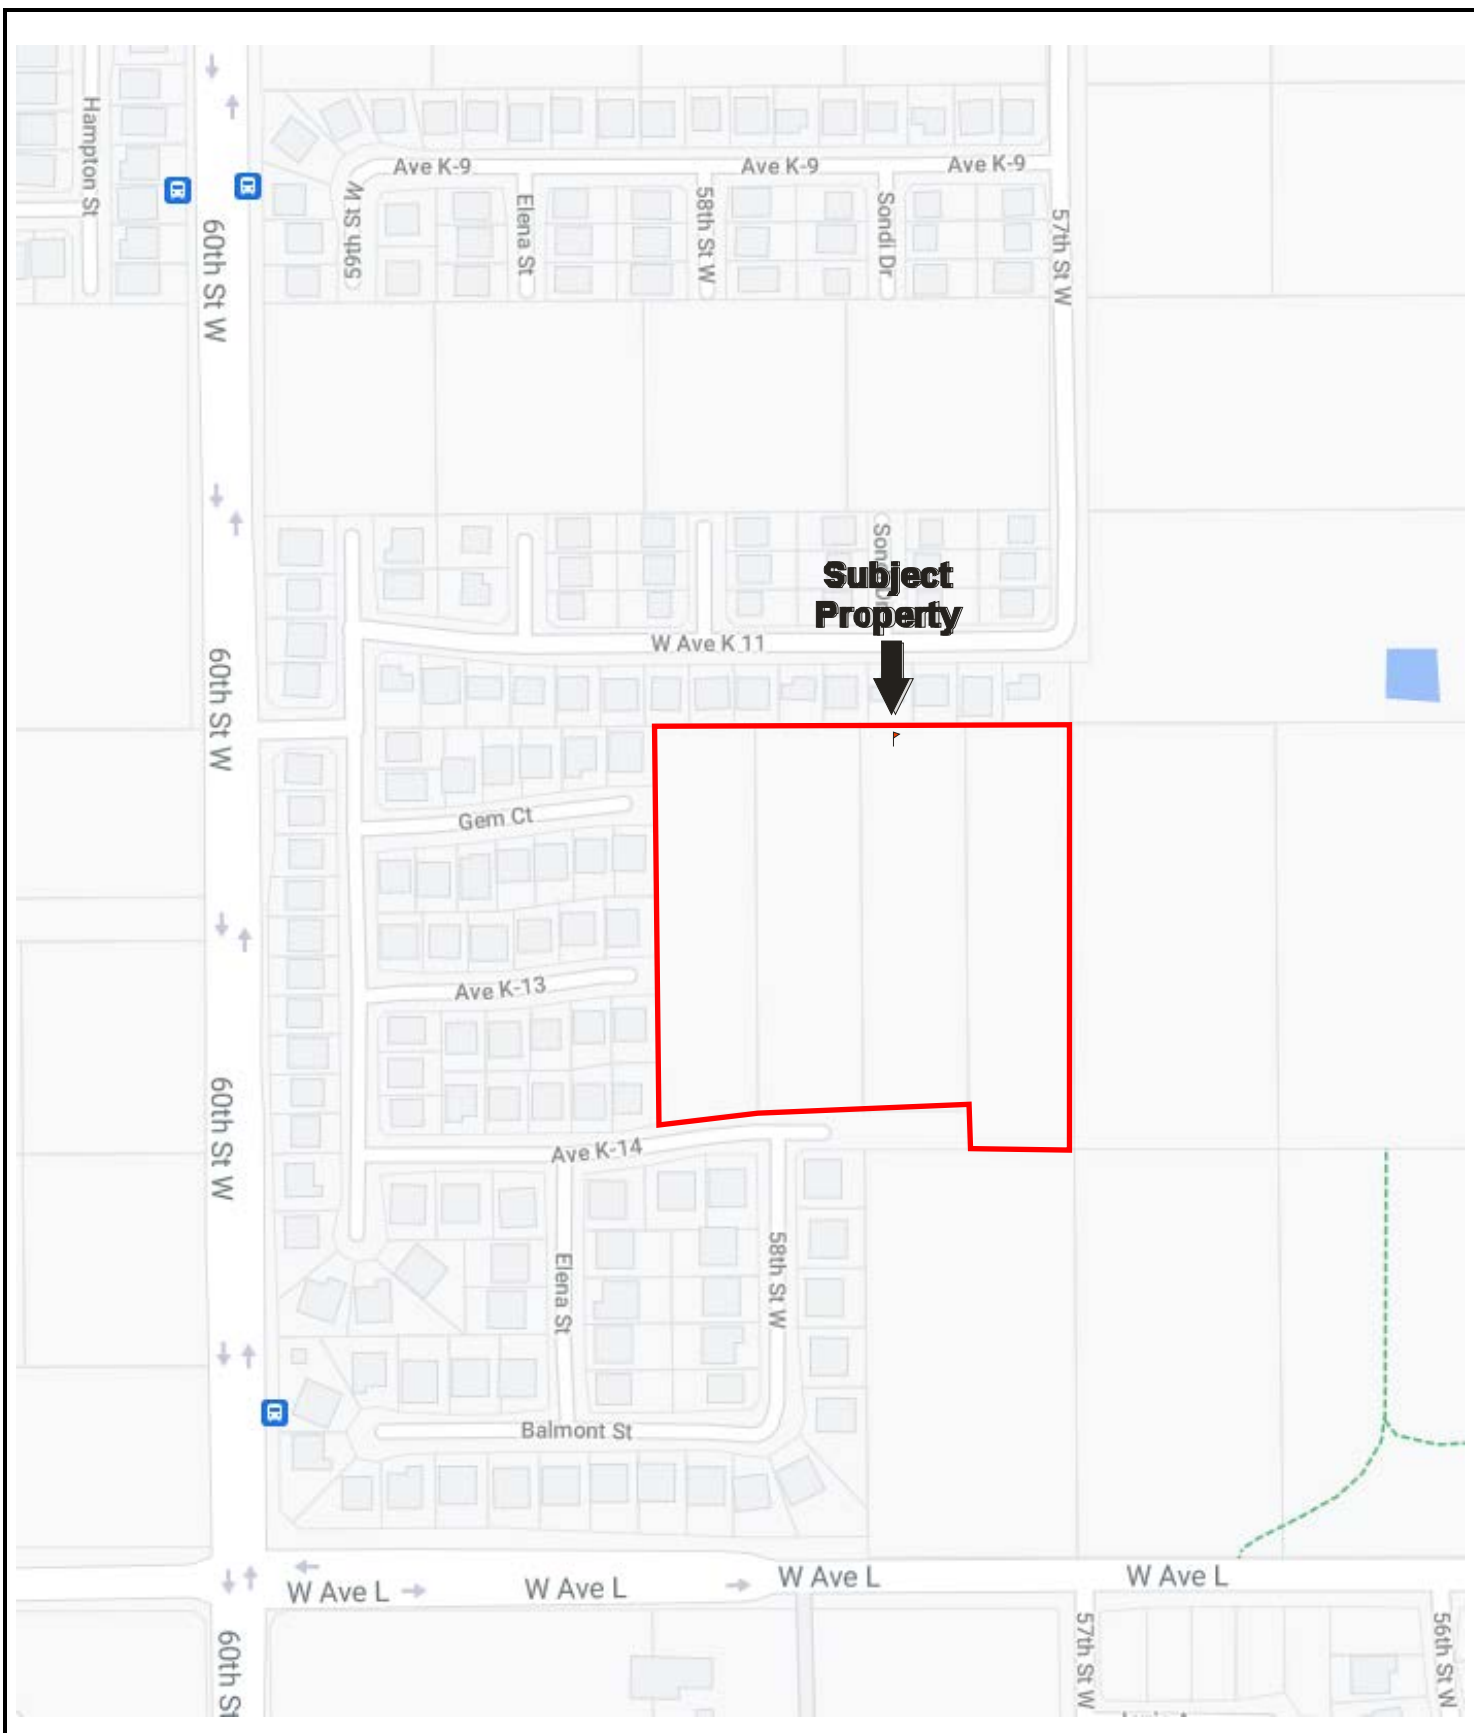 Hampton St
Ave K-9
Ave K-9
Ave K-9
59th St W
Elena St
58th St W
Sondi Dr
57th St W
60th St W
Subject
Property
W Ave K 11
60th St W
Gem Ct
Ave K-13
60th St W
Ave K-14
Elena St
58th St W
Balmont St
W Ave L
W Ave L
W Ave L
W Ave L
60th St
57th St W
56th St W